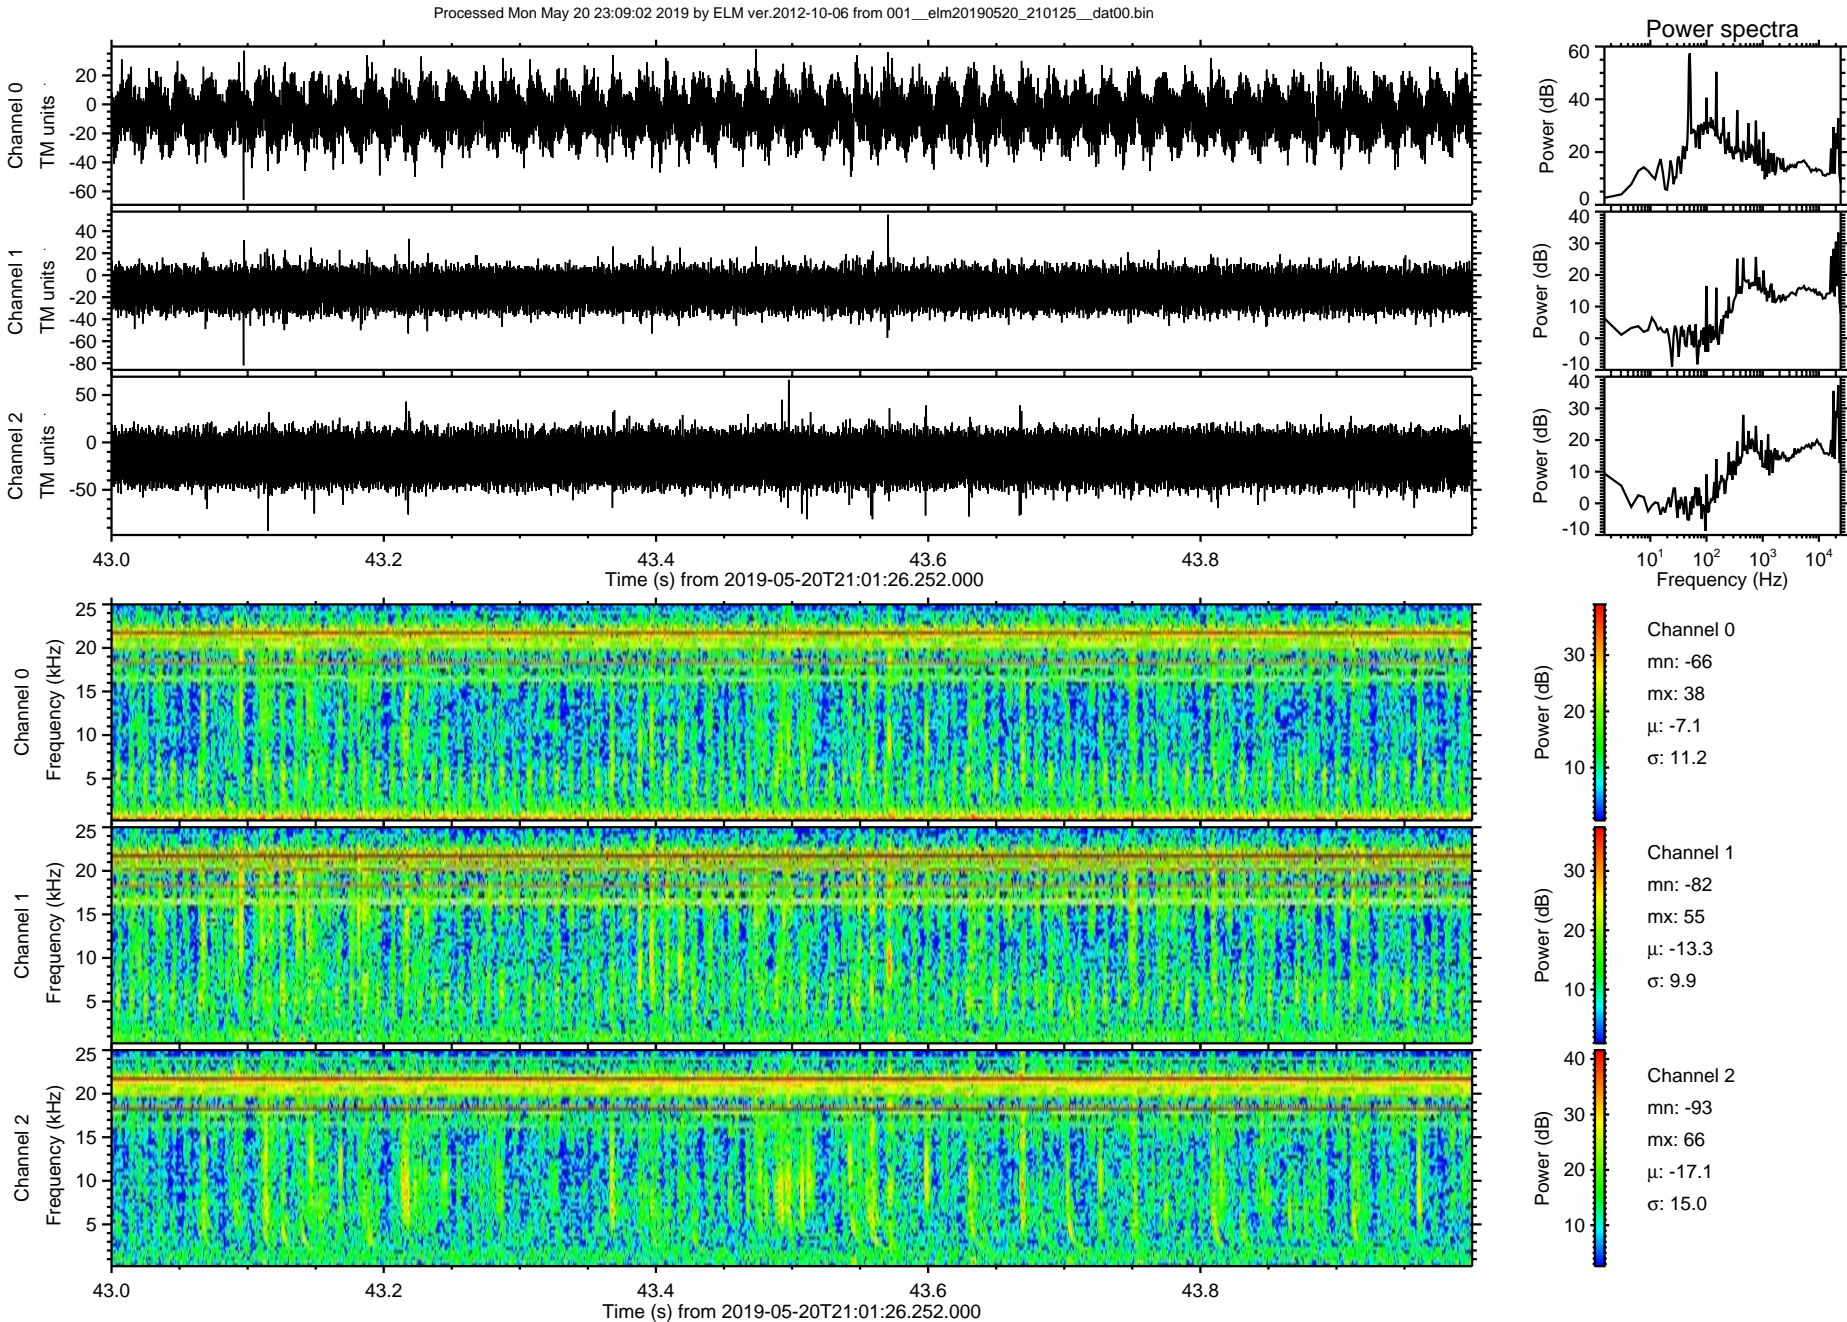 Processed Mon May 20 23:09:02 2019 by ELM ver.2012-10-06 from 001__elm20190520_210125__dat00.bin
Power spectra
Channel 0
TM units
20
0
-20
-40
-60
Power (dB)
60
40
20
0
Channel 1
TM units
40
20
0
-20
-40
-60
-80
Power (dB)
40
30
20
10
0
-10
Channel 2
TM units
50
0
-50
Power (dB)
40
30
20
10
0
-10
43.0 43.2 43.4 43.6 43.8
Time (s) from 2019-05-20T21:01:26.252.000
10¹ 10² 10³ 10⁴
Frequency (Hz)
Channel 0
Frequency (kHz)
25
20
15
10
5
Power (dB)
30
20
10
Channel 0
mn: -66
mx: 38
μ: -7.1
σ: 11.2
Channel 1
Frequency (kHz)
25
20
15
10
5
Power (dB)
30
20
10
Channel 1
mn: -82
mx: 55
μ: -13.3
σ: 9.9
Channel 2
Frequency (kHz)
25
20
15
10
5
Power (dB)
40
30
20
10
Channel 2
mn: -93
mx: 66
μ: -17.1
σ: 15.0
43.0 43.2 43.4 43.6 43.8
Time (s) from 2019-05-20T21:01:26.252.000